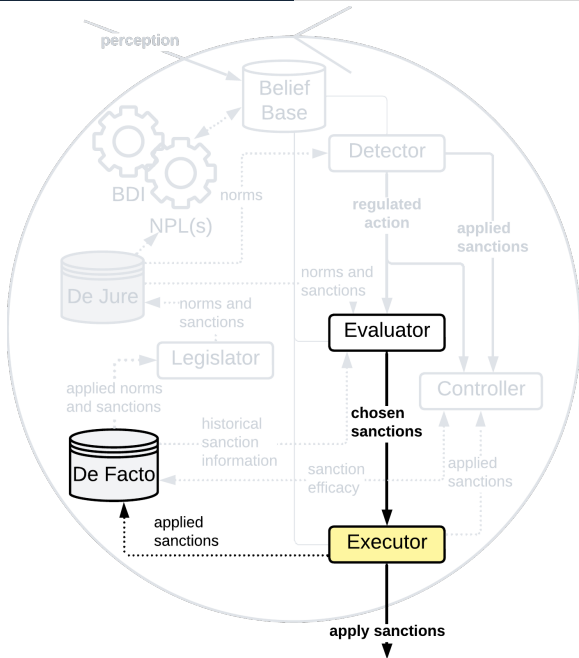 perception
Belief
Base
Detector
BDI
norms
NPL(s)
regulated
action
applied
sanctions
De Jure
norms and
sanctions
norms and
sanctions
Evaluator
Legislator
Controller
applied norms
and sanctions
chosen
sanctions
historical
sanction
information
De Facto
sanction
efficacy
applied
sanctions
applied
sanctions
Executor
apply sanctions